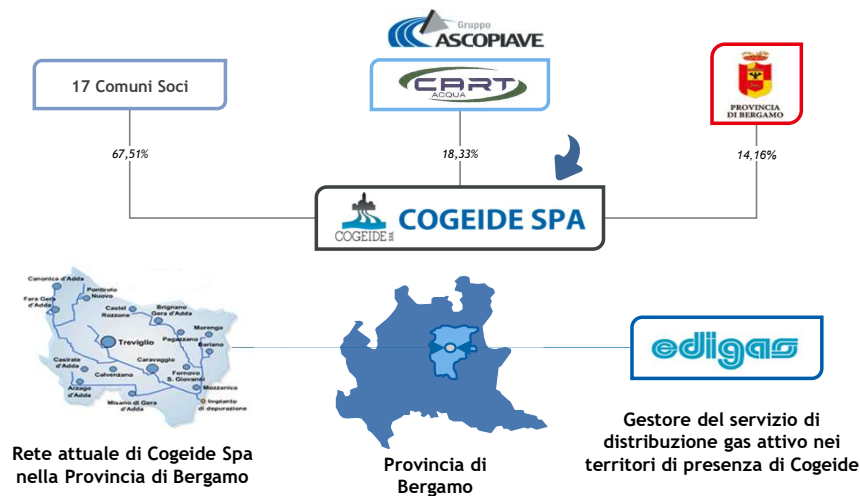 Gruppo
ASCOPIAVE
17 Comuni Soci
CART
ACQUA
PROVINCIA
DI BERGAMO
67,51%
18,33%
14,16%
COGEIDE SPA
COGEIDE SPA
Canonica d'Adda
Pontirolo
Nuovo
Fara Gera
d'Adda
Castel
Rozzone
Brignano
Gera d'Adda
Morengo
Pagazzano
Treviglio
Bariano
Casirate
d'Adda
Caravaggio
Calvenzano
Fornovo
S. Giovanni
Arzago
d'Adda
Mozzanica
Misano di Gera
d'Adda
Impianto
di depurazione
edigas
Rete attuale di Cogeide Spa
nella Provincia di Bergamo
Provincia di
Bergamo
Gestore del servizio di
distribuzione gas attivo nei
territori di presenza di Cogeide